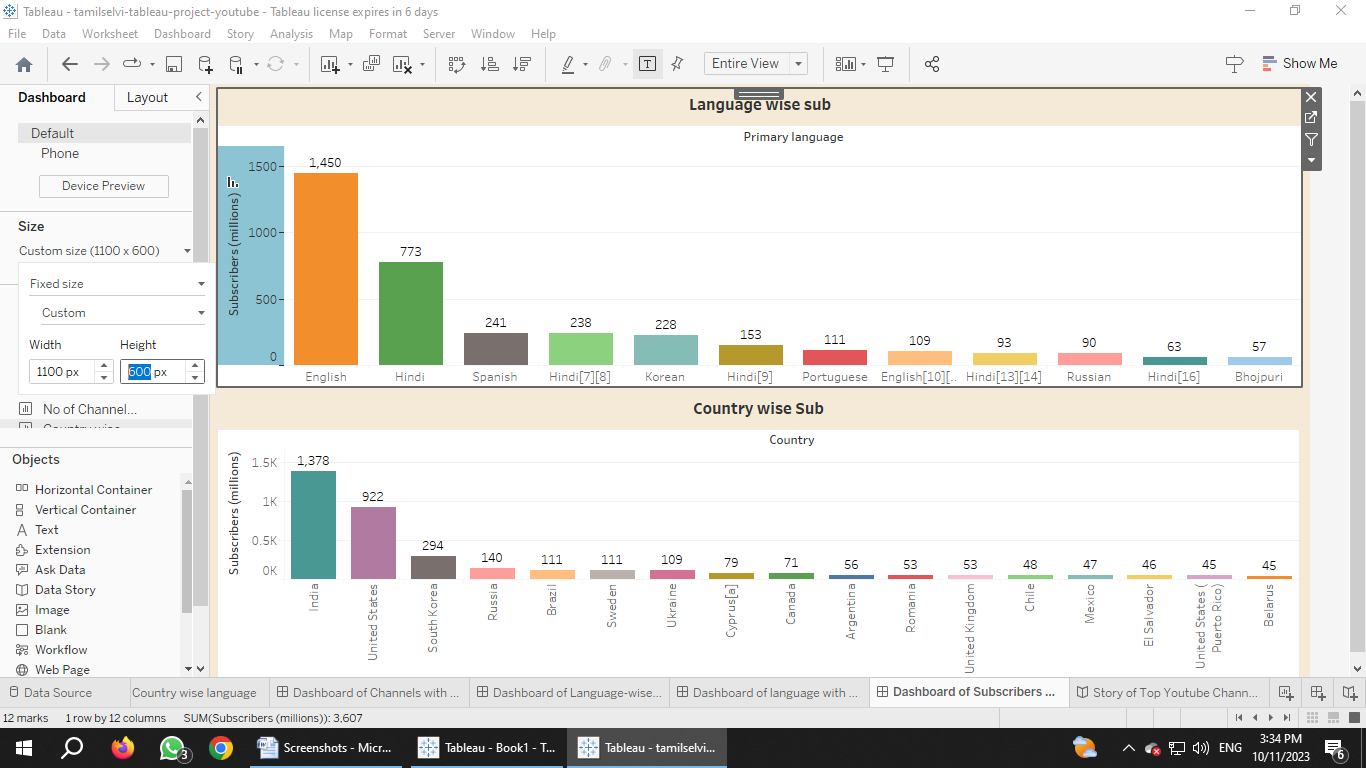 Tableau - tamilselvi-tableau-project-youtube - Tableau license expires in 6 days
File Data Worksheet Dashboard Story Analysis Map Format Server Window Help
T Entire View Show Me
Dashboard Layout
Default
Phone
Device Preview
Size
Custom size (1100 x 600)
Fixed size
Custom
Width Height
1100 px 600 px
No of Channel...
Objects
Horizontal Container
Vertical Container
A Text
Extension
Ask Data
Data Story
Image
Blank
Workflow
Web Page
Language wise sub
Primary language
Subscribers (millions)
1500
1000
500
0
1,450 773 241 238 228 153 111 109 93 90 63 57
English Hindi Spanish Hindi[7][8] Korean Hindi[9] Portuguese English[10][.. Hindi[13][14] Russian Hindi[16] Bhojpuri
Country wise Sub
Country
Subscribers (millions)
1.5K
1K
0.5K
0K
1,378 922 294 140 111 111 109 79 71 56 53 53 48 47 46 45 45
India
United States
South Korea
Russia
Brazil
Sweden
Ukraine
Cyprus[a]
Canada
Argentina
Romania
United Kingdom
Chile
Mexico
El Salvador
United States (
Puerto Rico)
Belarus
Data Source Country wise language Dashboard of Channels with ... Dashboard of Language-wise... Dashboard of language with ... Dashboard of Subscribers ... Story of Top Youtube Chann...
12 marks 1 row by 12 columns SUM(Subscribers (millions)): 3,607
3 Screenshots - Micr... Tableau - Book1 - T... Tableau - tamilselvi... ENG 3:34 PM
10/11/2023 6